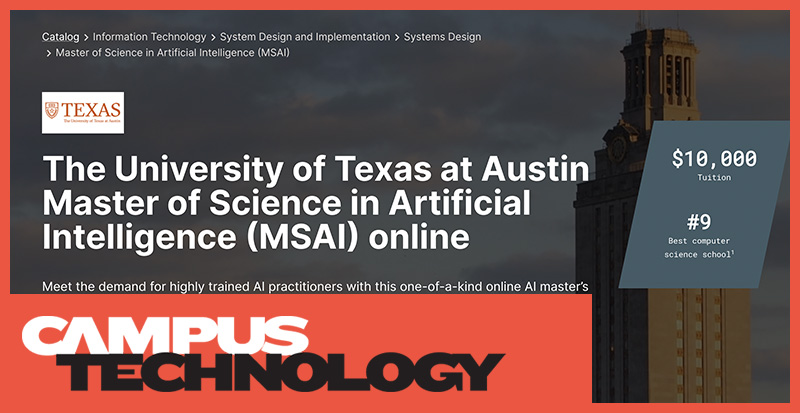 Catalog > Information Technology > System Design and Implementation > Systems Design
> Master of Science in Artificial Intelligence (MSAI)
TEXAS
The University of Texas at Austin
The University of Texas at Austin
Master of Science in Artificial
Intelligence (MSAI) online
$10,000
Tuition
#9
Best computer
science school¹
Meet the demand for highly trained AI practitioners with this one-of-a-kind online AI master's
CAMPUS
TECHNOLOGY